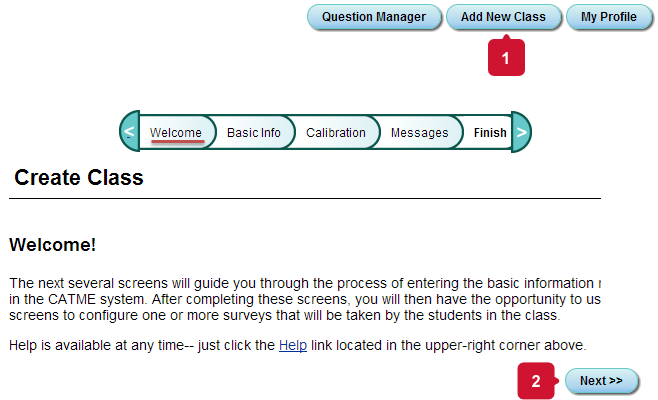 Question Manager Add New Class My Profile
1
< Welcome Basic Info Calibration Messages Finish >
Create Class
Welcome!
The next several screens will guide you through the process of entering the basic information
in the CATME system. After completing these screens, you will then have the opportunity to us
screens to configure one or more surveys that will be taken by the students in the class.
Help is available at any time-- just click the Help link located in the upper-right corner above.
2 Next >>